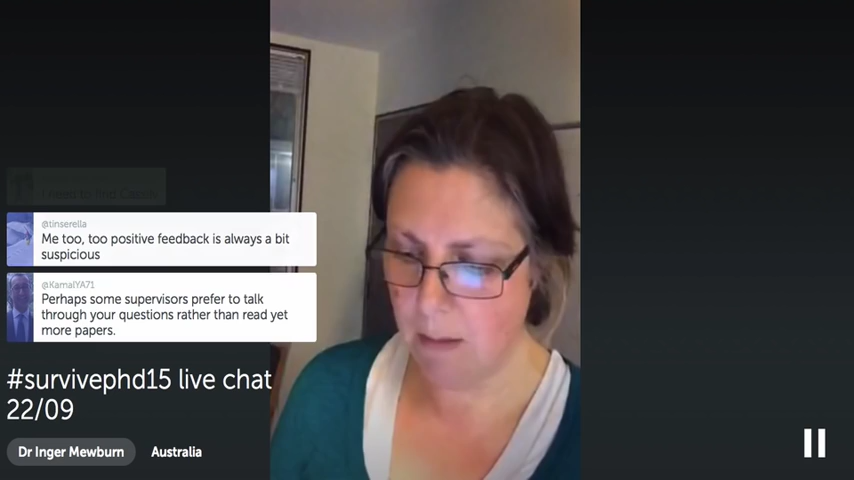 @tinserella
Me too, too positive feedback is always a bit
suspicious
@KamalYA71
Perhaps some supervisors prefer to talk
through your questions rather than read yet
more papers.
#survivephd15 live chat
22/09
Dr Inger Mewburn
Australia